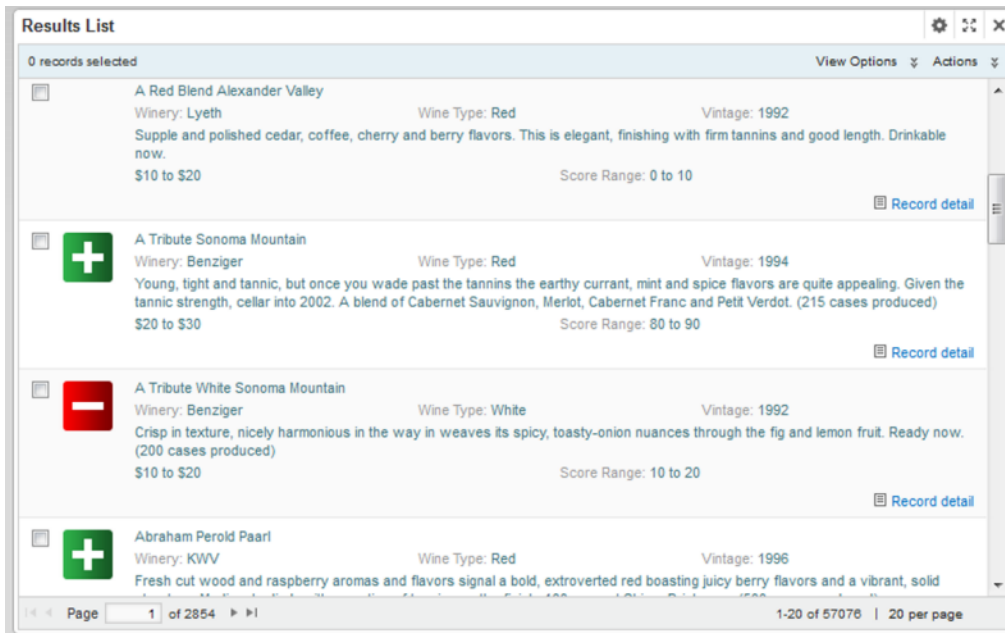 Results List
0 records selected View Options Actions
A Red Blend Alexander Valley
Winery: Lyeth Wine Type: Red Vintage: 1992
Supple and polished cedar, coffee, cherry and berry flavors. This is elegant, finishing with firm tannins and good length. Drinkable
now.
$10 to $20 Score Range: 0 to 10
Record detail
A Tribute Sonoma Mountain
Winery: Benziger Wine Type: Red Vintage: 1994
Young, tight and tannic, but once you wade past the tannins the earthy currant, mint and spice flavors are quite appealing. Given the
tannic strength, cellar into 2002. A blend of Cabernet Sauvignon, Merlot, Cabernet Franc and Petit Verdot. (215 cases produced)
$20 to $30 Score Range: 80 to 90
Record detail
A Tribute White Sonoma Mountain
Winery: Benziger Wine Type: White Vintage: 1992
Crisp in texture, nicely harmonious in the way in weaves its spicy, toasty-onion nuances through the fig and lemon fruit. Ready now.
(200 cases produced)
$10 to $20 Score Range: 10 to 20
Record detail
Abraham Perold Paarl
Winery: KWV Wine Type: Red Vintage: 1996
Fresh cut wood and raspberry aromas and flavors signal a bold, extroverted red boasting juicy berry flavors and a vibrant, solid
Page 1 of 2854 1-20 of 57076 | 20 per page